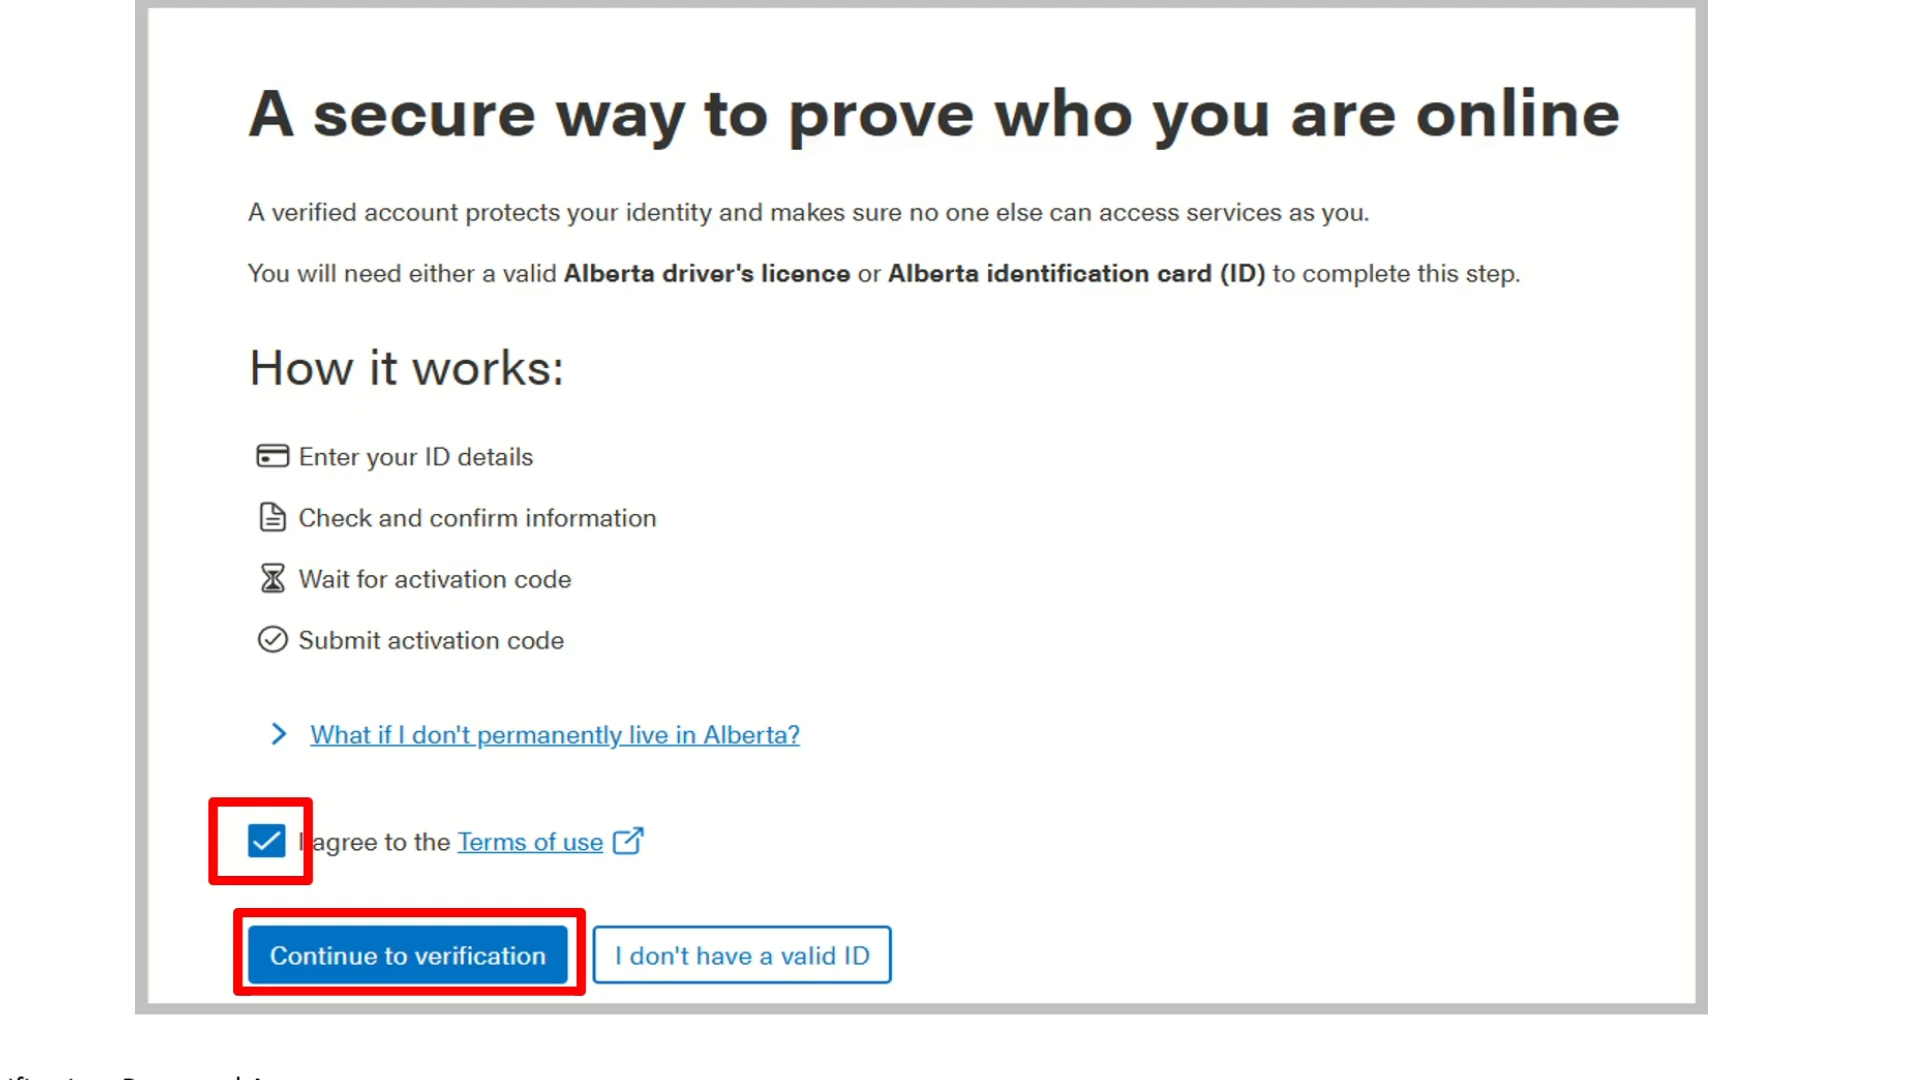 A secure way to prove who you are online
A verified account protects your identity and makes sure no one else can access services as you.
You will need either a valid Alberta driver's licence or Alberta identification card (ID) to complete this step.
How it works:
Enter your ID details
Check and confirm information
Wait for activation code
Submit activation code
What if I don't permanently live in Alberta?
I agree to the Terms of use
Continue to verification
I don't have a valid ID